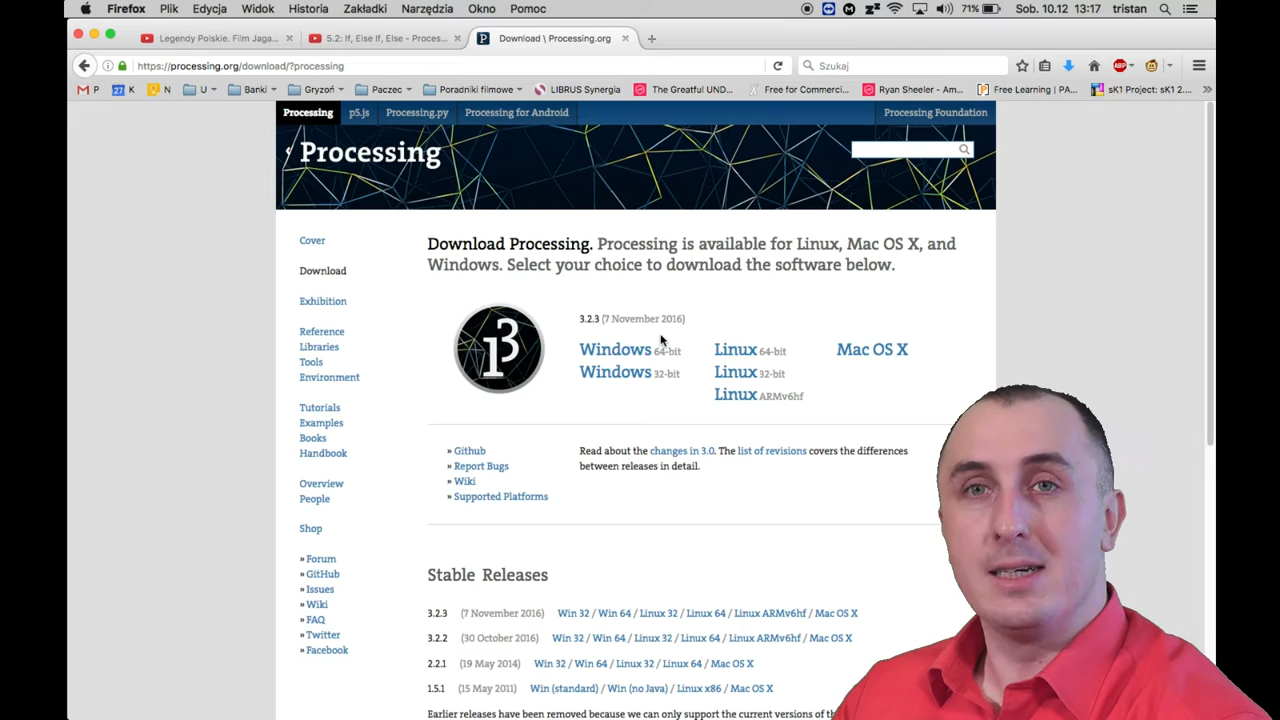 Firefox Plik Edycja Widok Historia Zakładki Narzędzia Okno Pomoc 71% Sob. 10.12 13:17 tristan
Legendy Polskie. Film Jaga... 5.2: If, Else If, Else - Proces... Download \ Processing.org
https://processing.org/download/?processing Szukaj
P K N U Banki Gryzoń Paczec Poradniki filmowe LIBRUS Synergia The Greatful UND... Free for Commerci... Ryan Sheeler - Am... Free Learning | PA... sK1 Project: sK1 2....
Processing p5.js Processing.py Processing for Android Processing Foundation
Processing
Cover
Download
Exhibition
Reference
Libraries
Tools
Environment
Tutorials
Examples
Books
Handbook
Overview
People
Shop
» Forum
» GitHub
» Issues
» Wiki
» FAQ
» Twitter
» Facebook
Download Processing. Processing is available for Linux, Mac OS X, and
Windows. Select your choice to download the software below.
3
3.2.3 (7 November 2016)
Windows 64-bit Linux 64-bit Mac OS X
Windows 32-bit Linux 32-bit
Linux ARMv6hf
» Github
» Report Bugs
» Wiki
» Supported Platforms
Read about the changes in 3.0. The list of revisions covers the differences
between releases in detail.
Stable Releases
3.2.3 (7 November 2016) Win 32 / Win 64 / Linux 32 / Linux 64 / Linux ARMv6hf / Mac OS X
3.2.2 (30 October 2016) Win 32 / Win 64 / Linux 32 / Linux 64 / Linux ARMv6hf / Mac OS X
2.2.1 (19 May 2014) Win 32 / Win 64 / Linux 32 / Linux 64 / Mac OS X
1.5.1 (15 May 2011) Win (standard) / Win (no Java) / Linux x86 / Mac OS X
Earlier releases have been removed because we can only support the current versions of